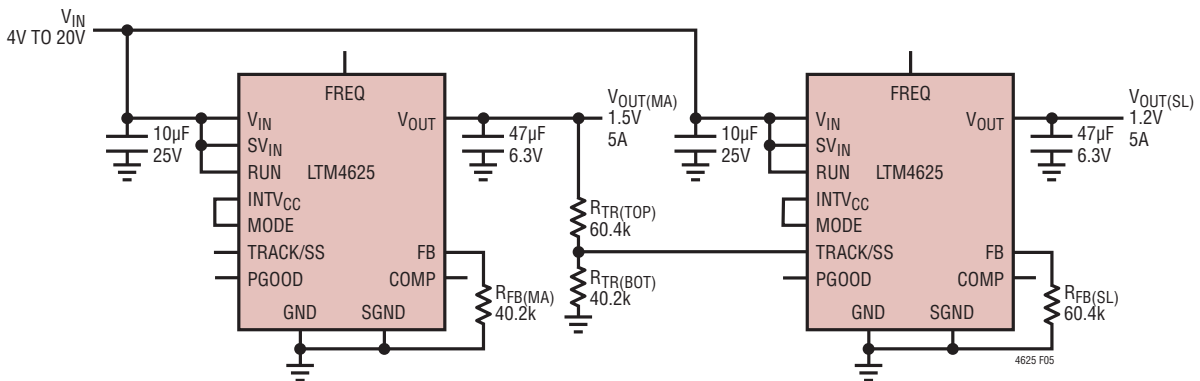 VIN
4V TO 20V
10µF
25V
FREQ
VIN
SVIN
RUN
INTVCC
MODE
TRACK/SS
PGOOD
LTM4625
VOUT
FB
COMP
GND
SGND
47µF
6.3V
VOUT(MA)
1.5V
5A
RFB(MA)
40.2k
RTR(TOP)
60.4k
RTR(BOT)
40.2k
10µF
25V
FREQ
VIN
SVIN
RUN
INTVCC
MODE
TRACK/SS
PGOOD
LTM4625
VOUT
FB
COMP
GND
SGND
47µF
6.3V
VOUT(SL)
1.2V
5A
RFB(SL)
60.4k
4625 F05